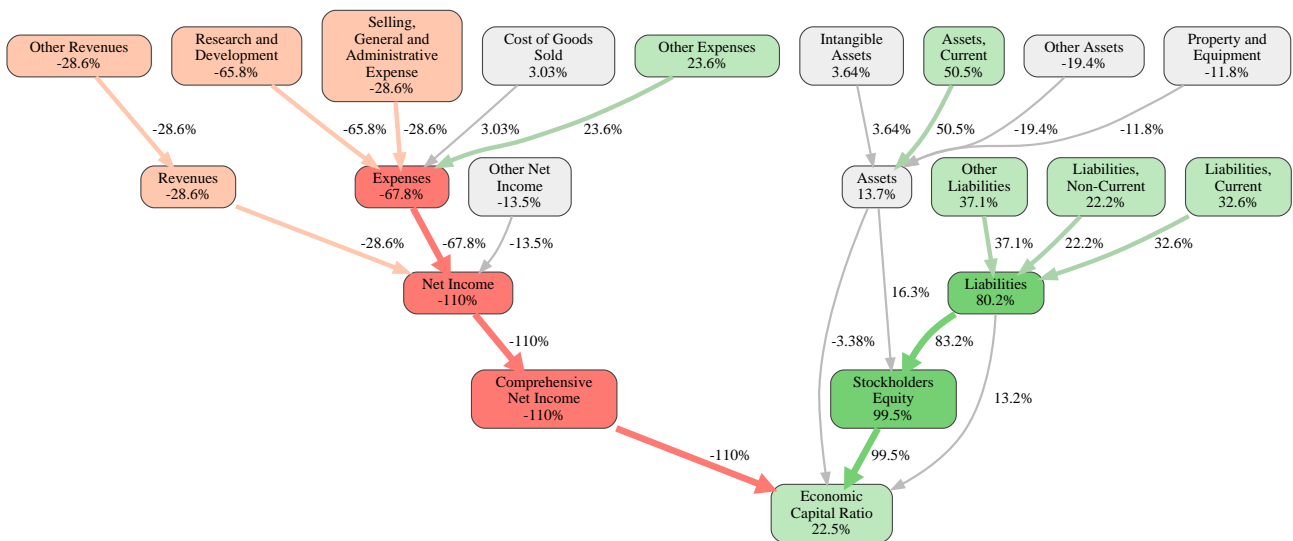 Other Revenues
-28.6%
Research and
Development
-65.8%
Selling,
General and
Administrative
Expense
-28.6%
Cost of Goods
Sold
3.03%
Other Expenses
23.6%
Intangible
Assets
3.64%
Assets,
Current
50.5%
Other Assets
-19.4%
Property and
Equipment
-11.8%
-28.6%
-65.8%
-28.6%
3.03%
23.6%
3.64%
50.5%
-19.4%
-11.8%
Revenues
-28.6%
Expenses
-67.8%
Other Net
Income
-13.5%
Assets
13.7%
Other
Liabilities
37.1%
Liabilities,
Non-Current
22.2%
Liabilities,
Current
32.6%
-28.6%
-67.8%
-13.5%
37.1%
22.2%
32.6%
Net Income
-110%
16.3%
Liabilities
80.2%
-110%
-3.38%
83.2%
Comprehensive
Net Income
-110%
Stockholders
Equity
99.5%
13.2%
-110%
99.5%
Economic
Capital Ratio
22.5%